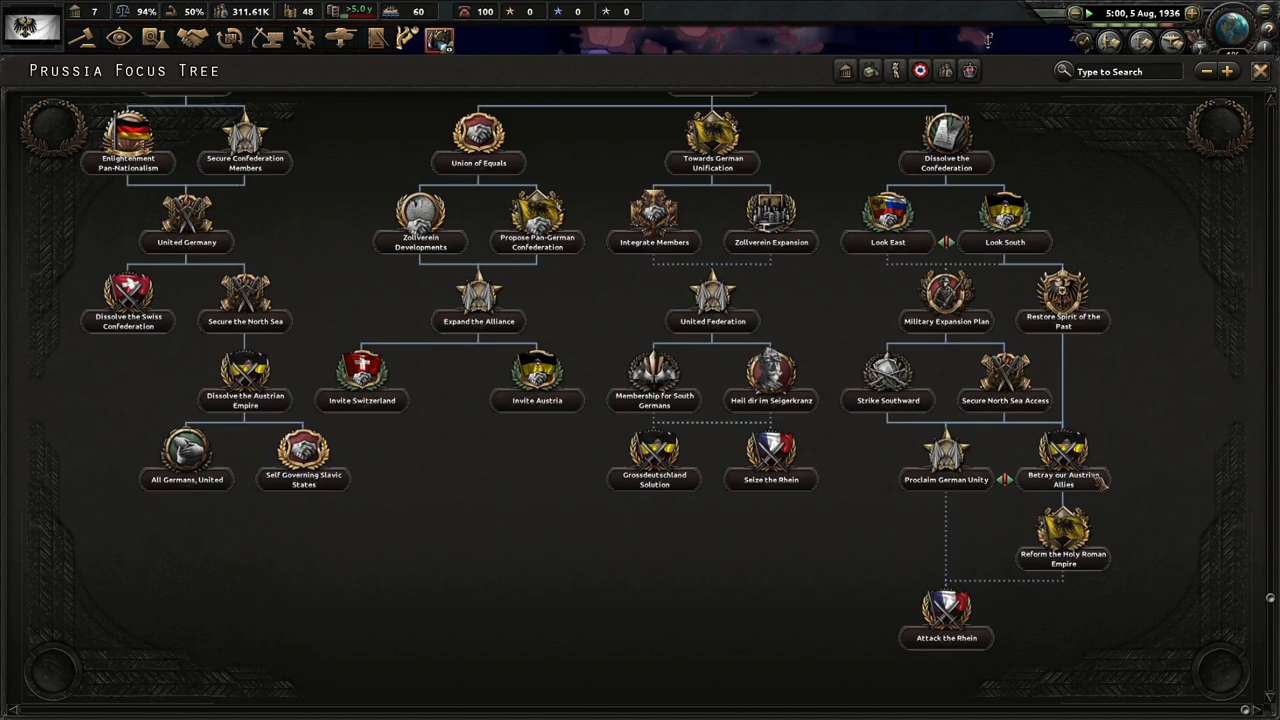 7 94% 50% 311.61K 48 >5.0 y 60 100 0 0 0 5:00, 5 Aug, 1936
PRUSSIA FOCUS TREE
Type to Search
Enlightenment
Pan-Nationalism
Secure Confederation
Members
Union of Equals
Towards German
Unification
Dissolve the
Confederation
United Germany
Zollverein
Developments
Propose Pan-German
Confederation
Integrate Members
Zollverein Expansion
Look East
Look South
Dissolve the Swiss
Confederation
Secure the North Sea
Expand the Alliance
United Federation
Military Expansion Plan
Restore Spirit of the
Past
Dissolve the Austrian
Empire
Invite Switzerland
Invite Austria
Membership for South
Germans
Heil dir im Seigerkranz
Strike Southward
Secure North Sea Access
All Germans, United
Self Governing Slavic
States
Grossdeutschland
Solution
Seize the Rhein
Proclaim German Unity
Betray our Austrian
Allies
Reform the Holy Roman
Empire
Attack the Rhein